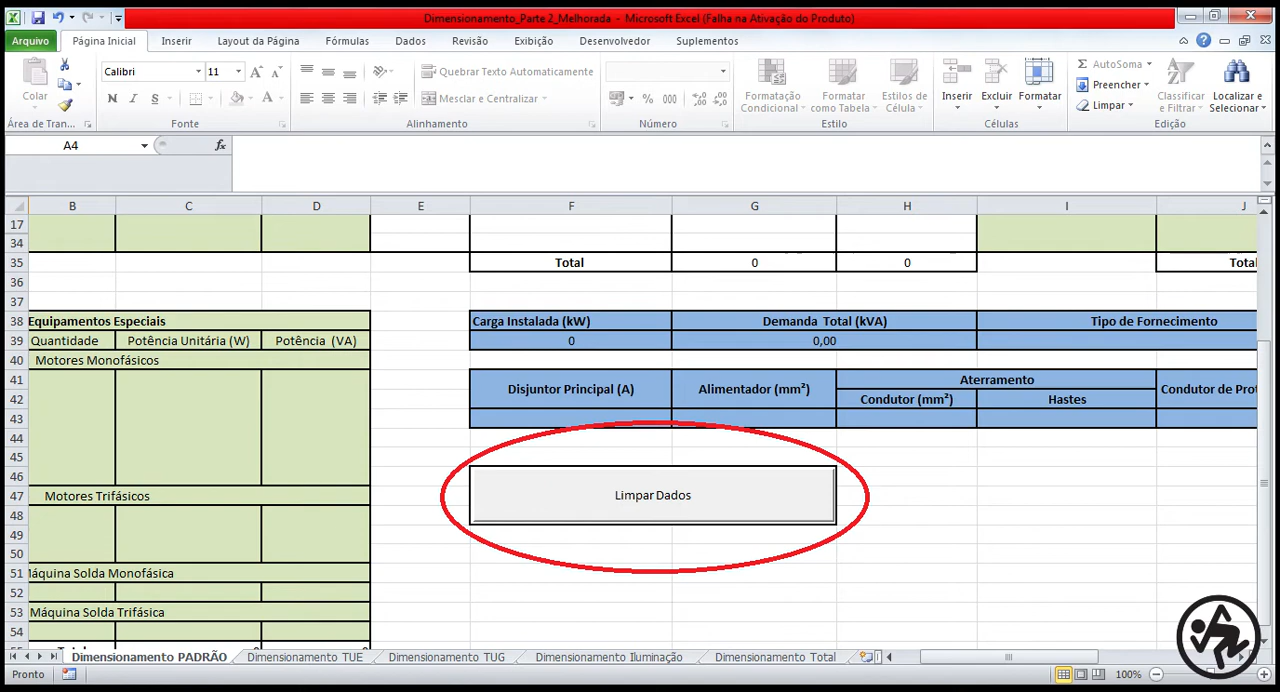 Dimensionamento_Parte 2_Melhorada - Microsoft Excel (Falha na Ativação do Produto)
Arquivo Página Inicial Inserir Layout da Página Fórmulas Dados Revisão Exibição Desenvolvedor Suplementos
Calibri 11 Quebrar Texto Automaticamente AutoSoma
Colar N I S Mesclar e Centralizar % 000 Formatação Condicional Formatar como Tabela Estilos de Célula Inserir Excluir Formatar Preencher Limpar Classificar e Filtrar Localizar e Selecionar
Área de Tran... Fonte Alinhamento Número Estilo Células Edição
A4 fx
B C D E F G H I J
17
34
35 Total 0 0 Total
36
37
38 Equipamentos Especiais Carga Instalada (kW) Demanda Total (kVA) Tipo de Fornecimento
39 Quantidade Potência Unitária (W) Potência (VA) 0 0,00
40 Motores Monofásicos
41 Disjuntor Principal (A) Alimentador (mm²) Aterramento
42 Condutor (mm²) Hastes Condutor de Prot
43
44
45
46 Limpar Dados
47 Motores Trifásicos
48
49
50
51 áquina Solda Monofásica
52
53 Máquina Solda Trifásica
54
Dimensionamento PADRÃO Dimensionamento TUE Dimensionamento TUG Dimensionamento Iluminação Dimensionamento Total
Pronto 100%